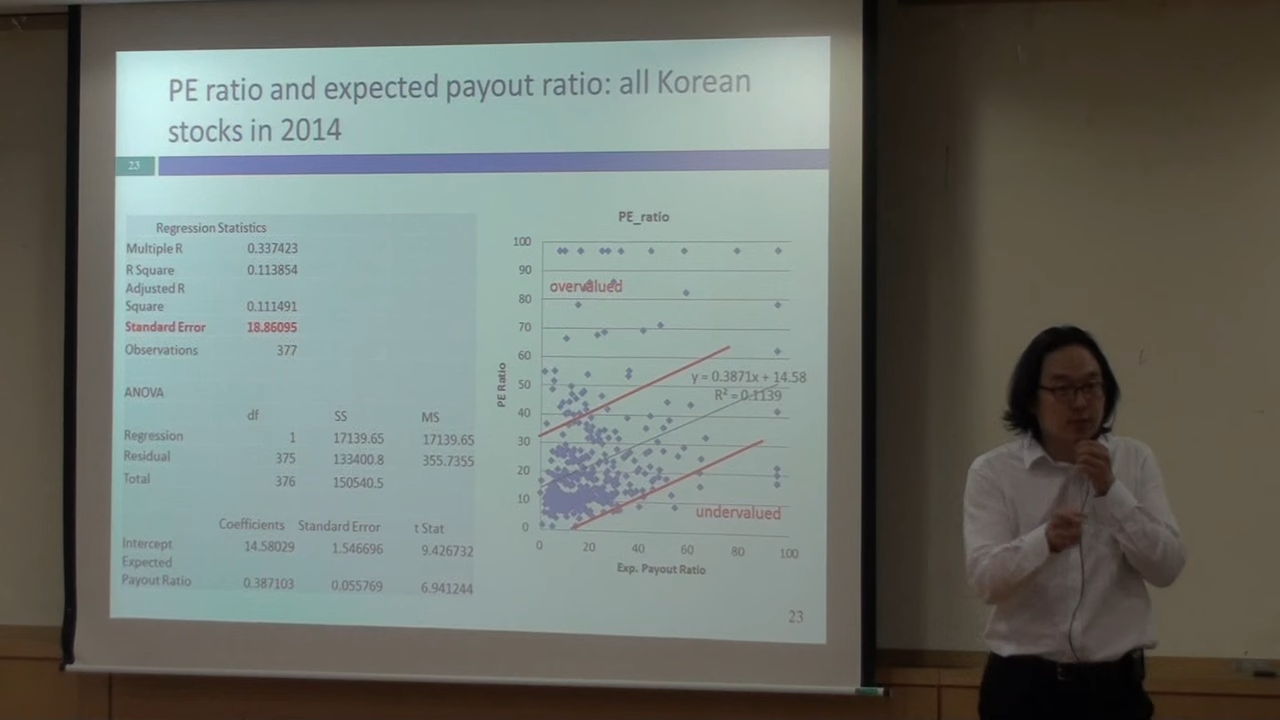 PE ratio and expected payout ratio: all Korean
stocks in 2014
23
Regression Statistics
Multiple R 0.337423
R Square 0.113854
Adjusted R
Square 0.111491
Standard Error 18.86095
Observations 377
ANOVA
df SS MS
Regression 1 17139.65 17139.65
Residual 375 133400.8 355.7355
Total 376 150540.5
Coefficients Standard Error t Stat
Intercept 14.58029 1.546696 9.426732
Expected
Payout Ratio 0.387103 0.055769 6.941244
PE_ratio
100
90
overvalued
80
70
60
y = 0.3871x + 14.58
50
R² = 0.1139
PE Ratio
40
30
20
10
undervalued
0
0 20 40 60 80 100
Exp. Payout Ratio
23